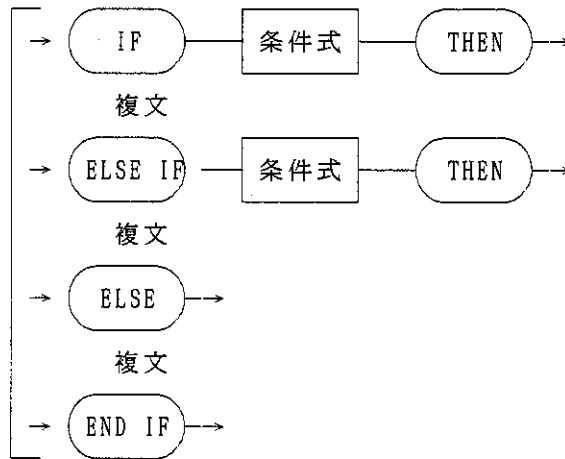 IF 条件式 THEN
複文
ELSE IF 条件式 THEN
複文
ELSE
複文
END IF